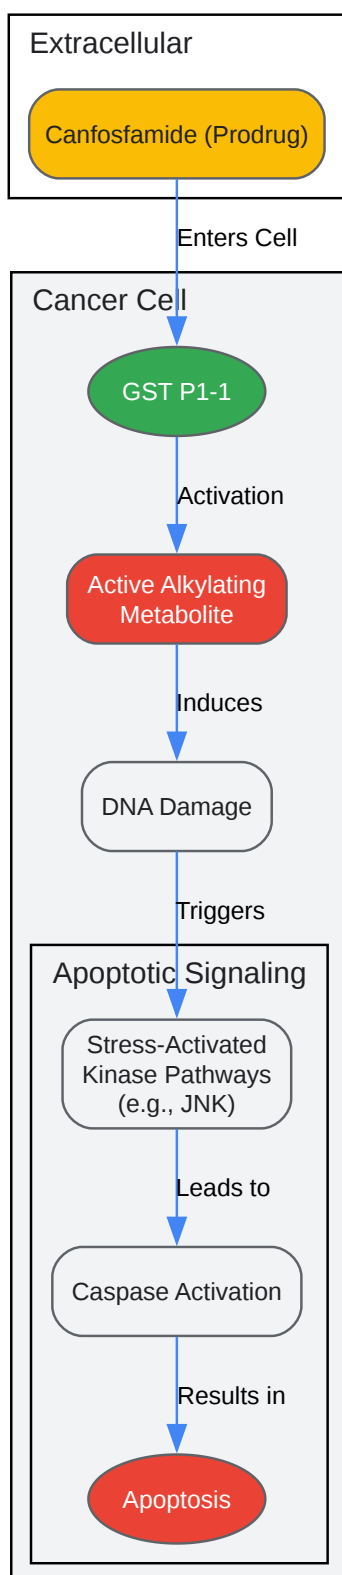 Extracellular
Canfosfamide (Prodrug)
Enters Cell
Cancer Cell
GST P1-1
Activation
Active Alkylating
Metabolite
Induces
DNA Damage
Triggers
Apoptotic Signaling
Stress-Activated
Kinase Pathways
(e.g., JNK)
Leads to
Caspase Activation
Results in
Apoptosis